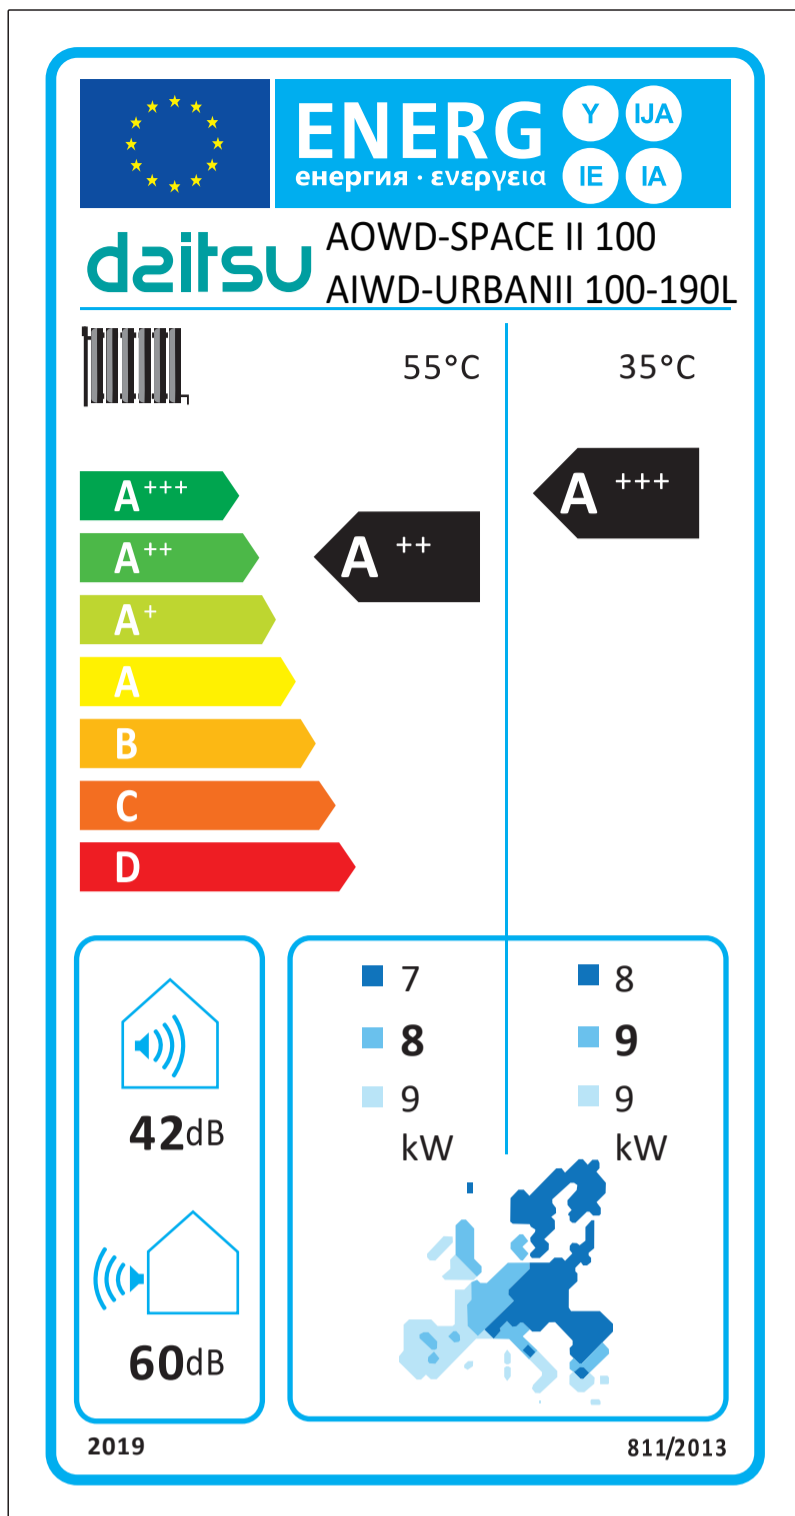 ENERG
Y
IJA
IE
IA
енергия · ενεργεια
daitsu
AOWD-SPACE II 100
AIWD-URBANII 100-190L
55°C
35°C
A+++
A++
A+
A
B
C
D
A++
A+++
7
8
9
kW
8
9
9
kW
42dB
60dB
2019
811/2013